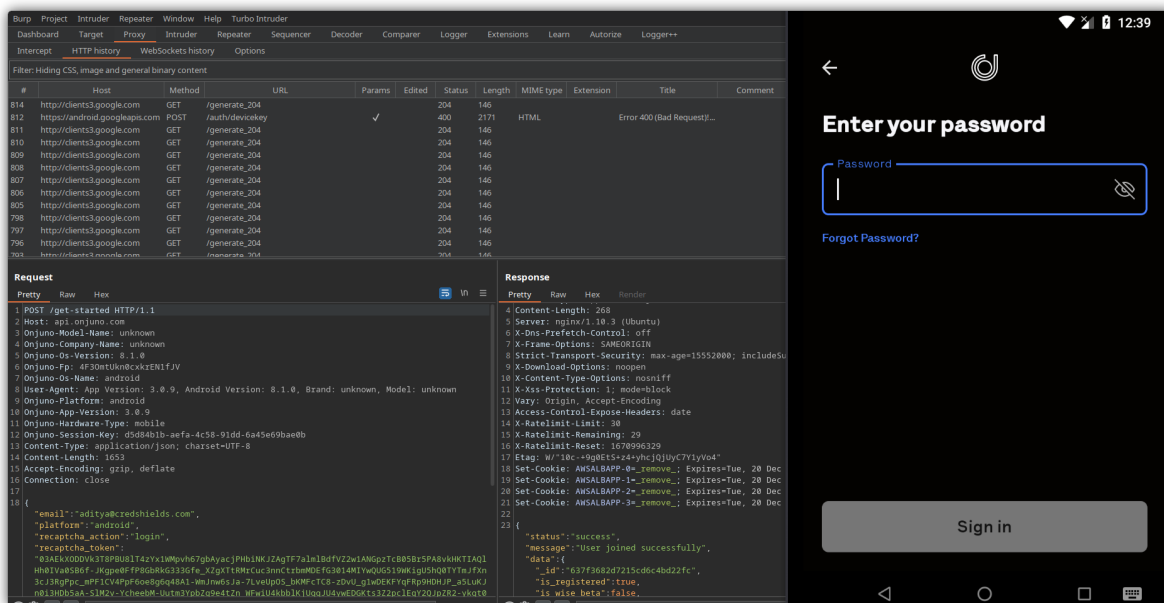 Burp Project Intruder Repeater Window Help Turbo Intruder
Dashboard Target Proxy Intruder Repeater Sequencer Decoder Comparer Logger Extensions Learn Autorize Logger++
Intercept HTTP history WebSockets history Options
Filter: Hiding CSS, image and general binary content
# Host Method URL Params Edited Status Length MIME type Extension Title Comment
814 http://clients3.google.com GET /generate_204 204 146
812 https://android.googleapis.com POST /auth/devicekey ✓ 400 2171 HTML Error 400 (Bad Request)!...
811 http://clients3.google.com GET /generate_204 204 146
810 http://clients3.google.com GET /generate_204 204 146
809 http://clients3.google.com GET /generate_204 204 146
808 http://clients3.google.com GET /generate_204 204 146
807 http://clients3.google.com GET /generate_204 204 146
806 http://clients3.google.com GET /generate_204 204 146
805 http://clients3.google.com GET /generate_204 204 146
798 http://clients3.google.com GET /generate_204 204 146
797 http://clients3.google.com GET /generate_204 204 146
796 http://clients3.google.com GET /generate_204 204 146
793 http://clients3.google.com GET /generate_204 204 146
Request
Pretty Raw Hex \n
1 POST /get-started HTTP/1.1
2 Host: api.onjuno.com
3 Onjuno-Model-Name: unknown
4 Onjuno-Company-Name: unknown
5 Onjuno-Os-Version: 8.1.0
6 Onjuno-Fp: 4F3OmtUkn0cxkrEN1fJV
7 Onjuno-Os-Name: android
8 User-Agent: App Version: 3.0.9, Android Version: 8.1.0, Brand: unknown, Model: unknown
9 Onjuno-Platform: android
10 Onjuno-App-Version: 3.0.9
11 Onjuno-Hardware-Type: mobile
12 Onjuno-Session-Key: d5d84b1b-aefa-4c58-91dd-6a45e69bae0b
13 Content-Type: application/json; charset=UTF-8
14 Content-Length: 1653
15 Accept-Encoding: gzip, deflate
16 Connection: close
17
18 {
"email":"aditya@credshields.com",
"platform":"android",
"recaptcha_action":"login",
"recaptcha_token":
Response
Pretty Raw Hex Render
4 Content-Length: 268
5 Server: nginx/1.10.3 (Ubuntu)
6 X-Dns-Prefetch-Control: off
7 X-Frame-Options: SAMEORIGIN
8 Strict-Transport-Security: max-age=15552000; includeSu
9 X-Download-Options: noopen
10 X-Content-Type-Options: nosniff
11 X-Xss-Protection: 1; mode=block
12 Vary: Origin, Accept-Encoding
13 Access-Control-Expose-Headers: date
14 X-Ratelimit-Limit: 30
15 X-Ratelimit-Remaining: 29
16 X-Ratelimit-Reset: 1670996329
17 Etag: W/"10c-+9g0EtS+z4+yhcjQjUyC7Y1yVo4"
18 Set-Cookie: AWSALBAPP-0=_remove_; Expires=Tue, 20 Dec
19 Set-Cookie: AWSALBAPP-1=_remove_; Expires=Tue, 20 Dec
20 Set-Cookie: AWSALBAPP-2=_remove_; Expires=Tue, 20 Dec
21 Set-Cookie: AWSALBAPP-3=_remove_; Expires=Tue, 20 Dec
22
23 {
"status":"success",
"message":"User joined successfully",
"data":{
"_id":"637f3682d7215cd6c4bd22fc",
"is_registered":true,
"is_wise_beta":false,
12:39
Enter your password
Password
Forgot Password?
Sign in